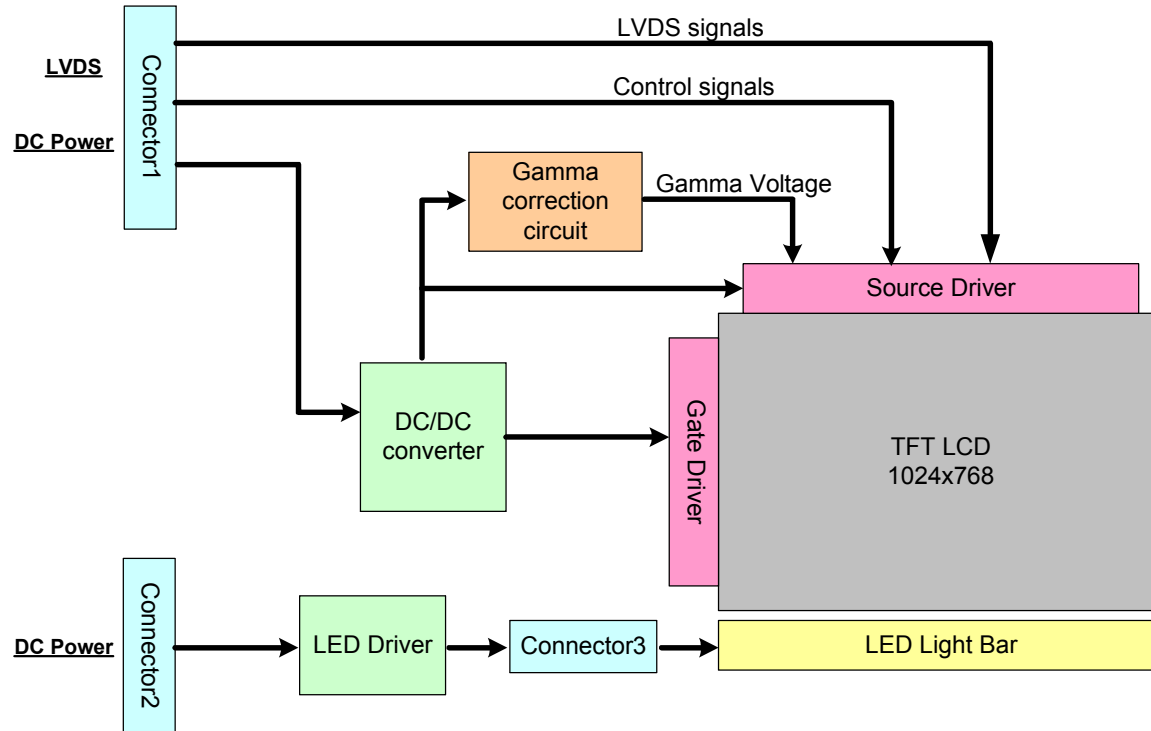 LVDS signals
LVDS
Connector1
Control signals
DC Power
Gamma
correction
circuit
Gamma Voltage
Source Driver
DC/DC
converter
Gate Driver
TFT LCD
1024x768
DC Power
Connector2
LED Driver
Connector3
LED Light Bar